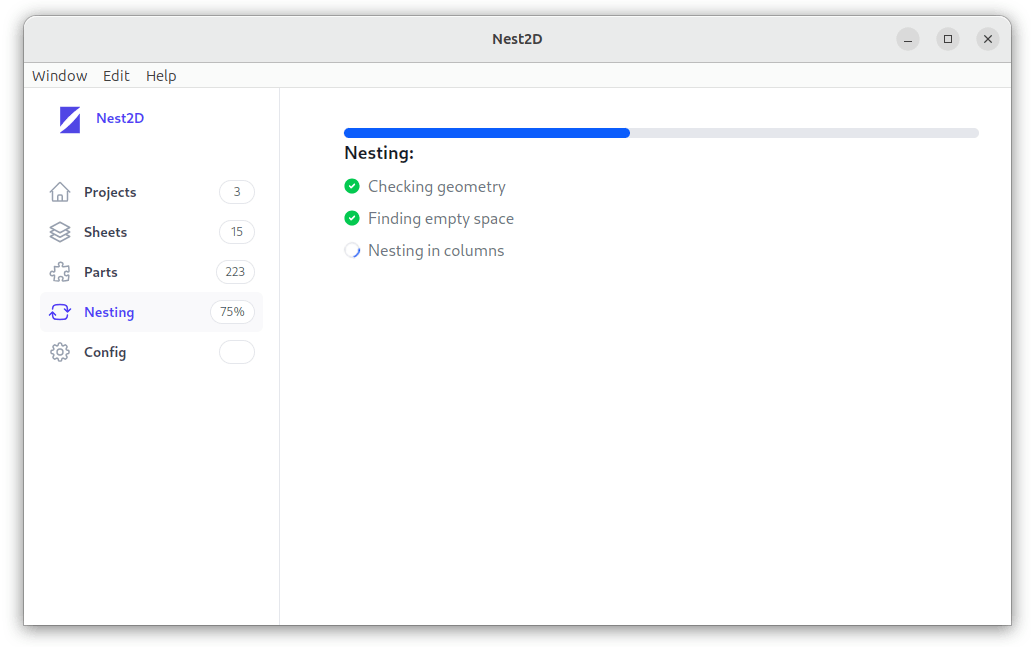 Nest2D
Window Edit Help
Nest2D
Projects 3
Sheets 15
Parts 223
Nesting 75%
Config
Nesting:
Checking geometry
Finding empty space
Nesting in columns